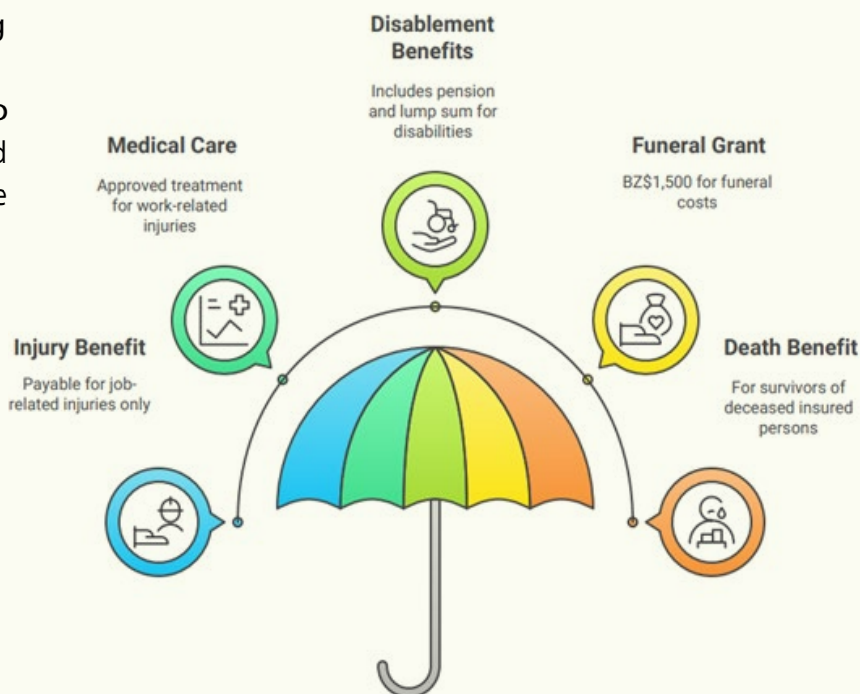 Disablement
Benefits
Includes pension
and lump sum for
disabilities
Medical Care
Approved treatment
for work-related
injuries
Funeral Grant
BZ$1,500 for funeral
costs
Injury Benefit
Payable for job-
related injuries only
Death Benefit
For survivors of
deceased insured
persons